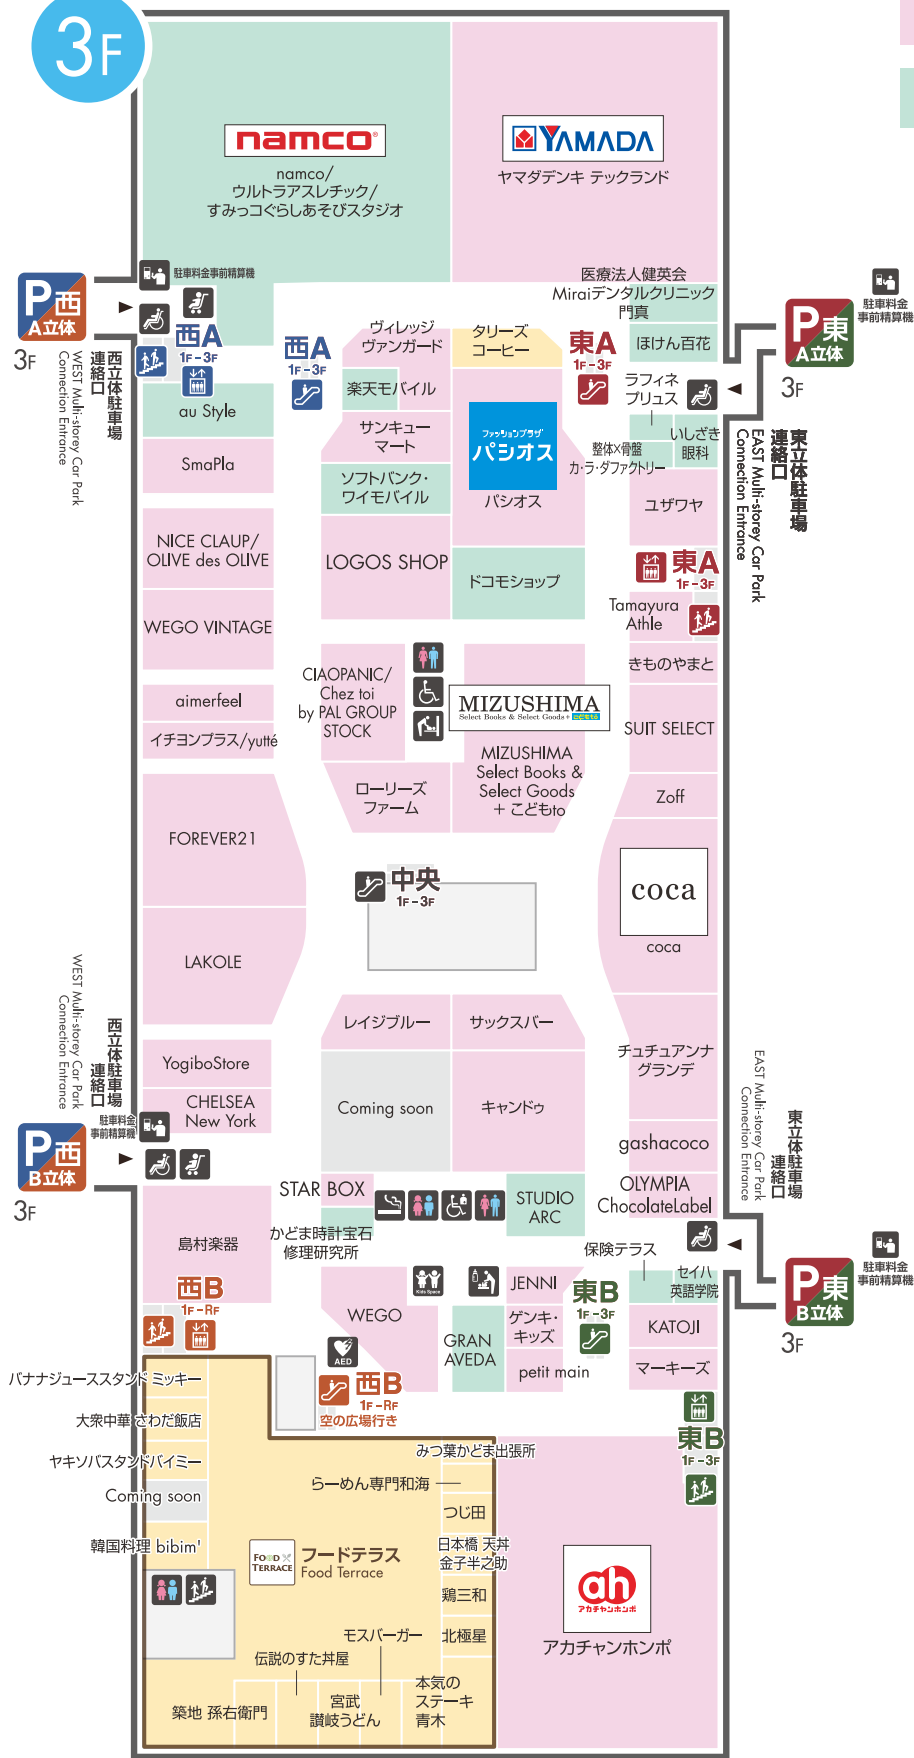 3F
namco
namco/
ウルトラアスレチック/
すみっコぐらしあそびスタジオ
YAMADA
ヤマダデンキ テックランド
医療法人健英会
Miraiデンタルクリニック
門真
ほけん百花
駐車料金事前精算機
P西
A立体
3F
西立体駐車場
連絡口
WEST Multi-storey Car Park
Connection Entrance
西A
1F-3F
西A
1F-3F
ヴィレッジ
ヴァンガード
タリーズ
コーヒー
東A
1F-3F
駐車料金
事前精算機
P東
A立体
3F
東立体駐車場
連絡口
EAST Multi-storey Car Park
Connection Entrance
au Style
楽天モバイル
サンキュー
マート
ファッションプラザ
パシオス
パシオス
ラフィネ
プリュス
整体×骨盤
カ・ラ・ダファクトリー
いしざき
眼科
SmaPla
ソフトバンク・
ワイモバイル
ユザワヤ
NICE CLAUP/
OLIVE des OLIVE
LOGOS SHOP
ドコモショップ
東A
1F-3F
Tamayura
Athle
WEGO VINTAGE
きものやまと
CIAOPANIC/
Chez toi
by PAL GROUP
STOCK
MIZUSHIMA
Select Books & Select Goods+こどもto
MIZUSHIMA
Select Books &
Select Goods
+ こどもto
aimerfeel
イチヨンプラス/yutté
SUIT SELECT
ローリーズ
ファーム
Zoff
FOREVER21
中央
1F-3F
coca
coca
LAKOLE
WEST Multi-storey Car Park
Connection Entrance
西立体駐車場
連絡口
レイジブルー
サックスバー
チュチュアンナ
グランデ
YogiboStore
CHELSEA
New York
Coming soon
キャンドゥ
gashacoco
EAST Multi-storey Car Park
Connection Entrance
東立体駐車場
連絡口
駐車料金
事前精算機
P西
B立体
3F
STAR BOX
かどま時計宝石
修理研究所
STUDIO
ARC
OLYMPIA
ChocolateLabel
島村楽器
保険テラス
セイハ
英語学院
駐車料金
事前精算機
P東
B立体
3F
西B
1F-RF
Kids Space
WEGO
JENNI
GRAN
AVEDA
ゲンキ・
キッズ
petit main
東B
1F-3F
KATOJI
マーキーズ
AED
西B
1F-RF
空の広場行き
東B
1F-3F
バナナジューススタンド ミッキー
大衆中華 さわだ飯店
ヤキソバスタンドバイミー
Coming soon
韓国料理 bibim'
FOOD
TERRACE
フードテラス
Food Terrace
みつ葉かどま出張所
らーめん専門和海
つじ田
日本橋 天丼
金子半之助
鶏三和
北極星
モスバーガー
伝説のすた丼屋
築地 孫右衛門
宮武
讃岐うどん
本気の
ステーキ
青木
ah
アカチャンホンポ
アカチャンホンポ